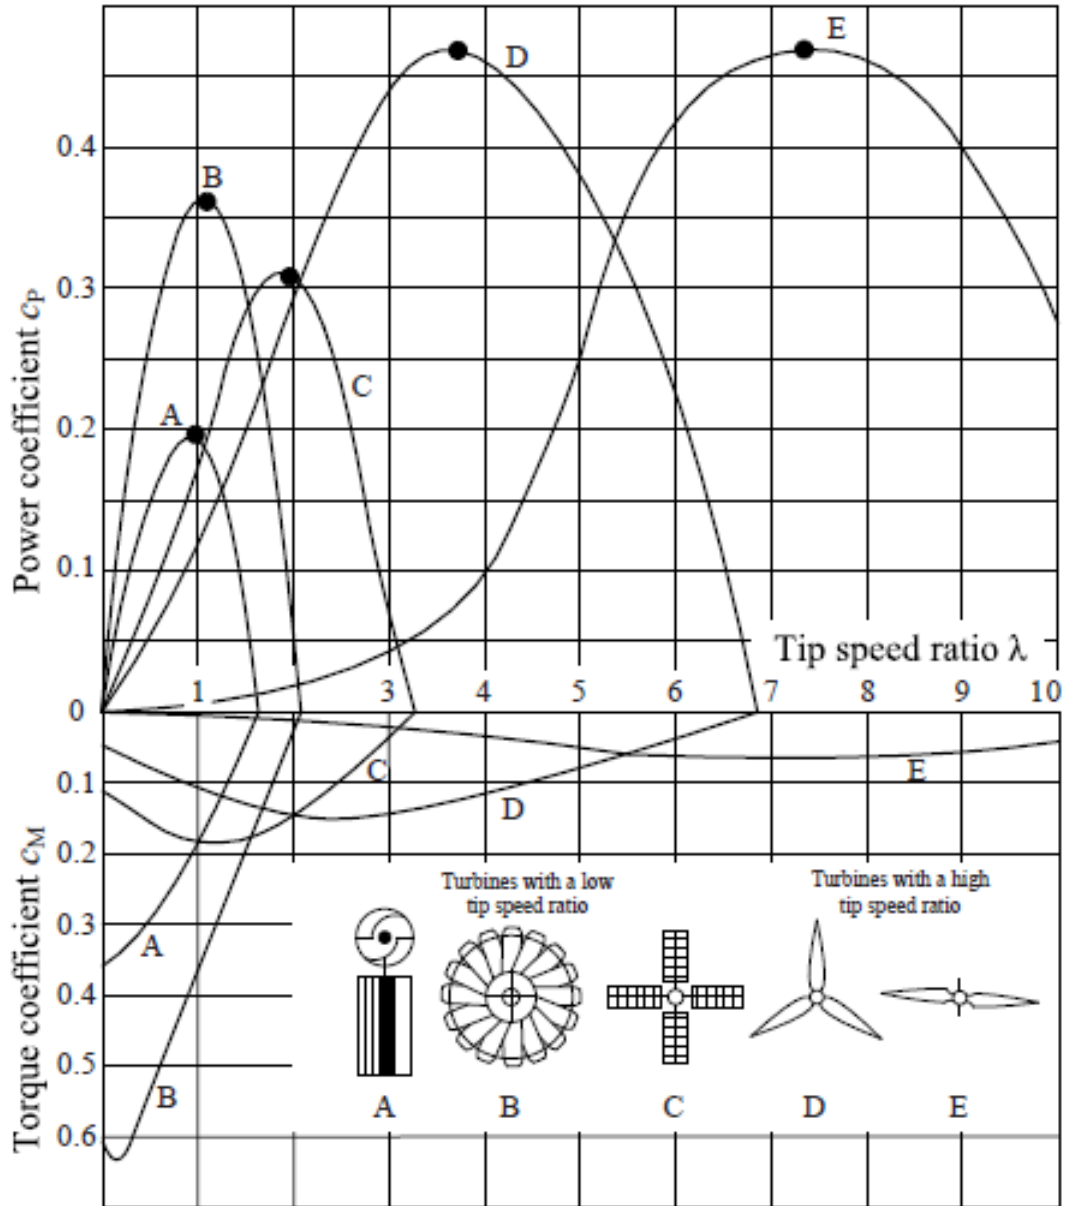 E
D
0.4
B
0.3
C
A
0.2
0.1
Power coefficient cP
Tip speed ratio λ
1 3 4 5 6 7 8 9 10
0
C
E
0.1
D
0.2
Turbines with a low
tip speed ratio
Turbines with a high
tip speed ratio
0.3
A
0.4
0.5
B
A B C D E
0.6
Torque coefficient cM